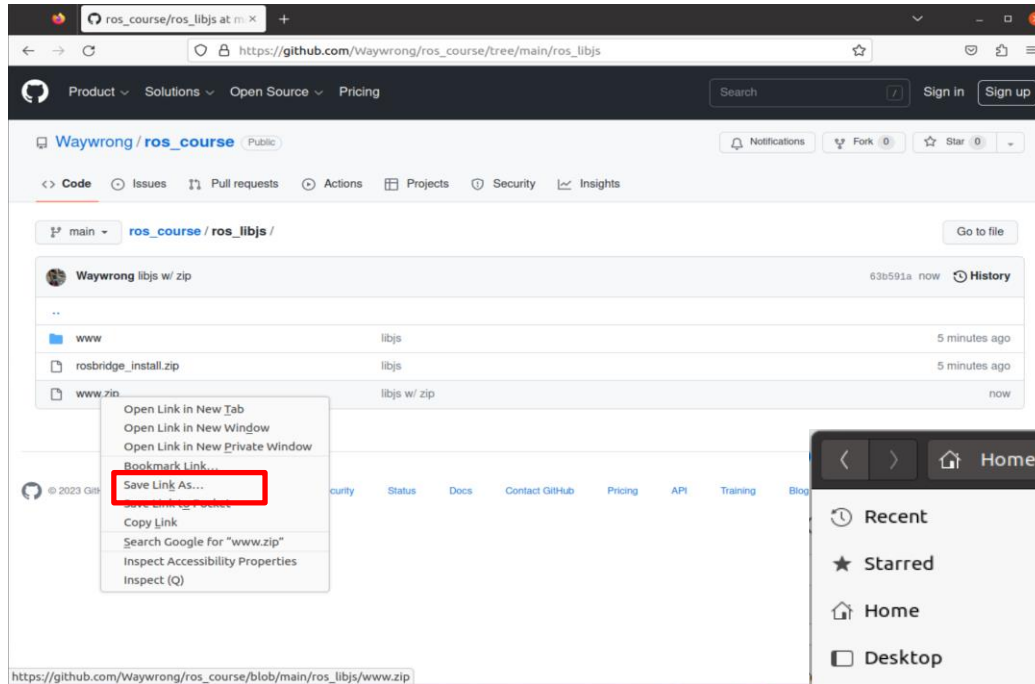 ros_course/ros_libjs at m
https://github.com/Waywrong/ros_course/tree/main/ros_libjs
Product Solutions Open Source Pricing Search / Sign in Sign up
Waywrong / ros_course Public Notifications Fork 0 Star 0
Code Issues Pull requests Actions Projects Security Insights
main ros_course / ros_libjs / Go to file
Waywrong libjs w/ zip 63b591a now History
..
www libjs 5 minutes ago
rosbridge_install.zip libjs 5 minutes ago
www.zip libjs w/ zip now
Open Link in New Tab
Open Link in New Window
Open Link in New Private Window
Bookmark Link...
Save Link As...
Save Link to Pocket
Copy Link
Search Google for "www.zip"
Inspect Accessibility Properties
Inspect (Q)
© 2023 Status Docs Contact GitHub Pricing API Training Blog
Home
Recent
Starred
Home
Desktop
https://github.com/Waywrong/ros_course/blob/main/ros_libjs/www.zip